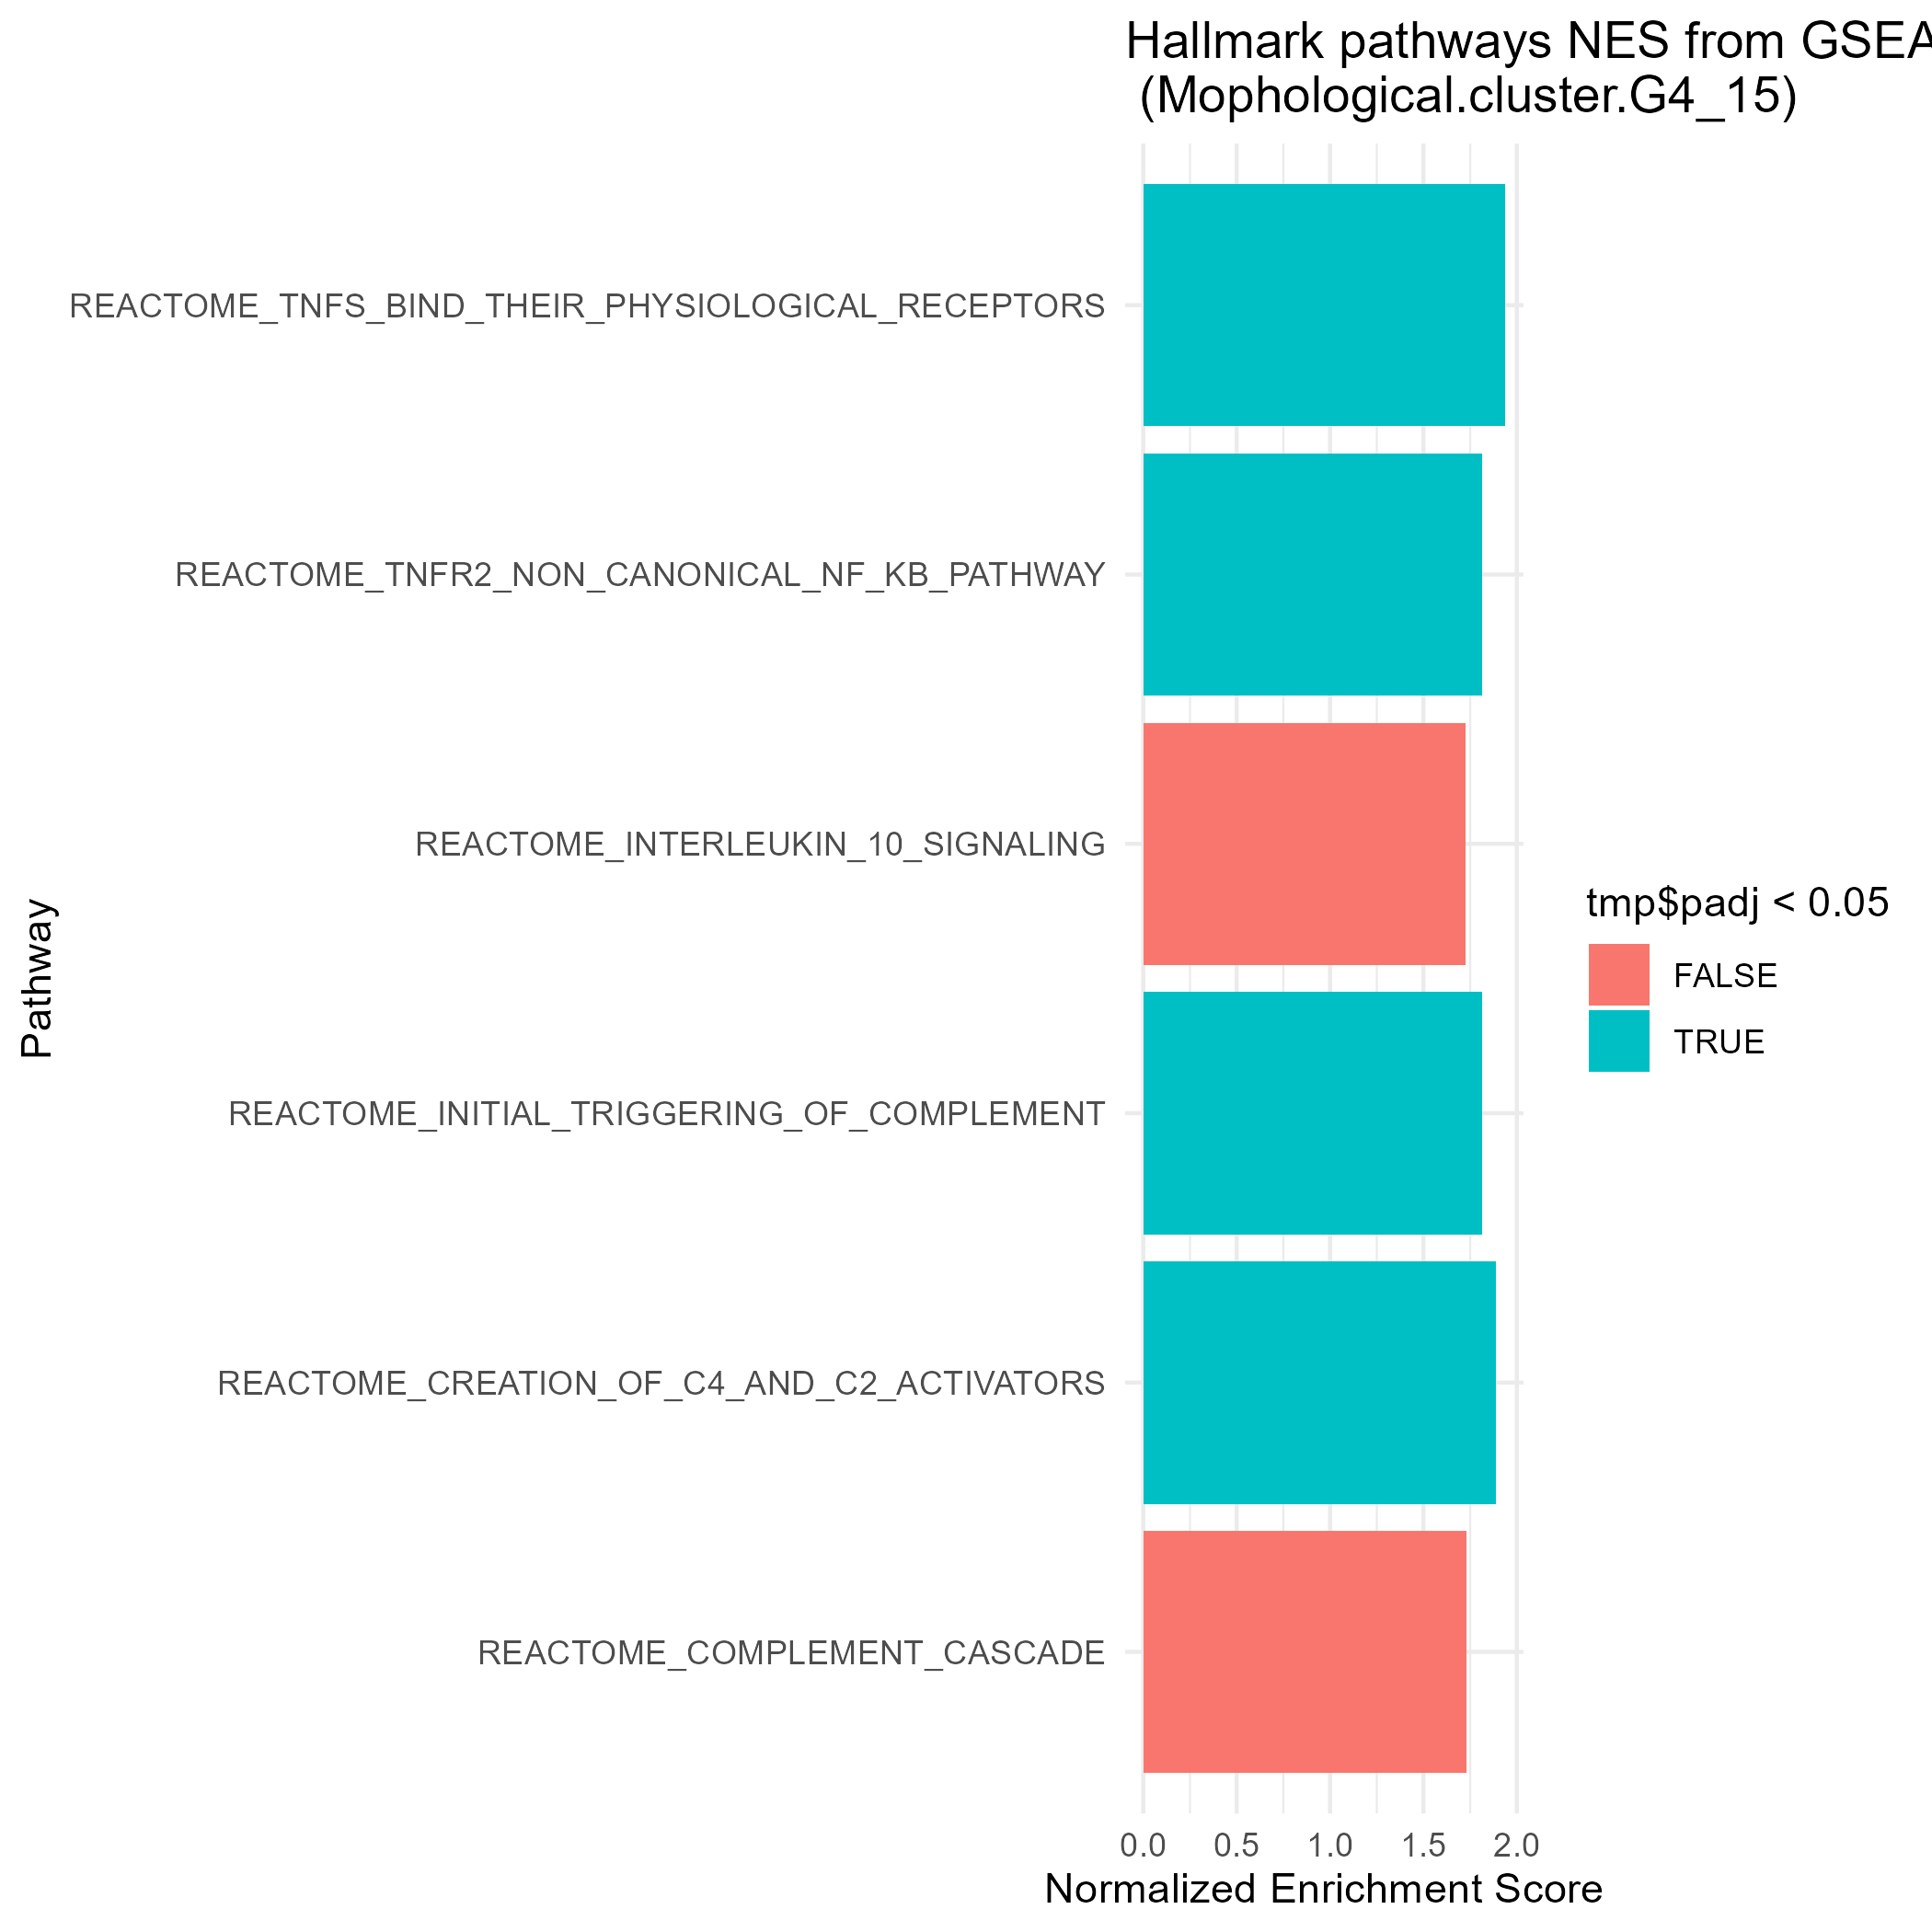 Hallmark pathways NES from GSEA
(Mophological.cluster.G4_15)
Pathway
REACTOME_TNFS_BIND_THEIR_PHYSIOLOGICAL_RECEPTORS
REACTOME_TNFR2_NON_CANONICAL_NF_KB_PATHWAY
REACTOME_INTERLEUKIN_10_SIGNALING
REACTOME_INITIAL_TRIGGERING_OF_COMPLEMENT
REACTOME_CREATION_OF_C4_AND_C2_ACTIVATORS
REACTOME_COMPLEMENT_CASCADE
0.0 0.5 1.0 1.5 2.0
Normalized Enrichment Score
tmp$padj < 0.05
FALSE
TRUE